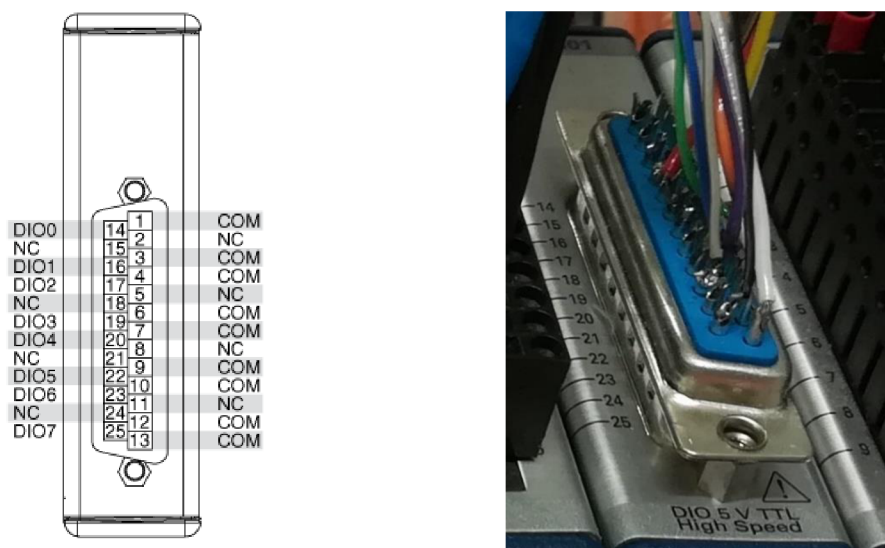 COM
1
DIO0
14
2
NC
NC
15
3
COM
DIO1
16
4
COM
DIO2
17
5
NC
NC
18
6
COM
DIO3
19
7
COM
DIO4
20
8
NC
NC
21
9
COM
DIO5
22
10
COM
DIO6
23
11
NC
NC
24
12
COM
DIO7
25
13
COM
01
14
15
16
17
18
19
20
21
22
23
24
25
4
5
6
7
8
9
DIO 5 V TTL
High Speed